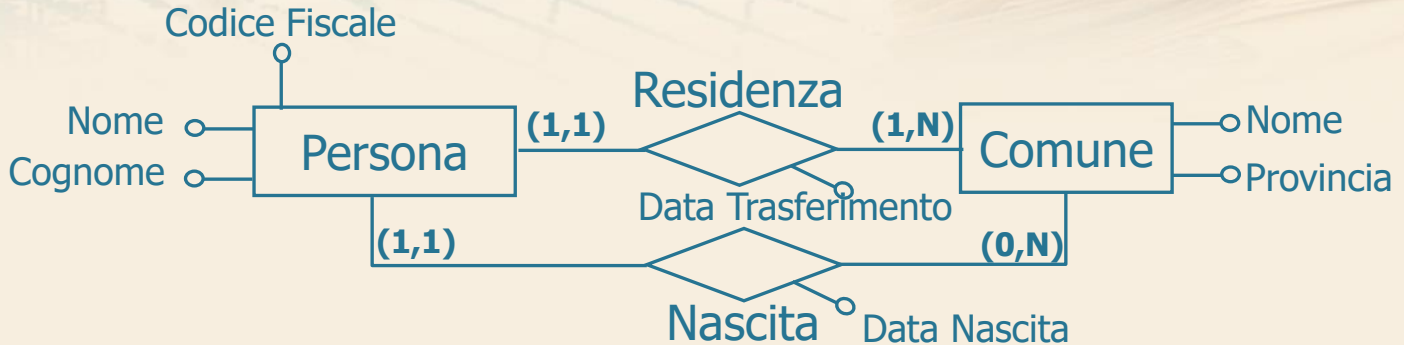 Codice Fiscale
Residenza
Nome (1,1) (1,N) Nome
Persona Comune
Cognome Provincia
Data Trasferimento
(1,1) (0,N)
Nascita Data Nascita